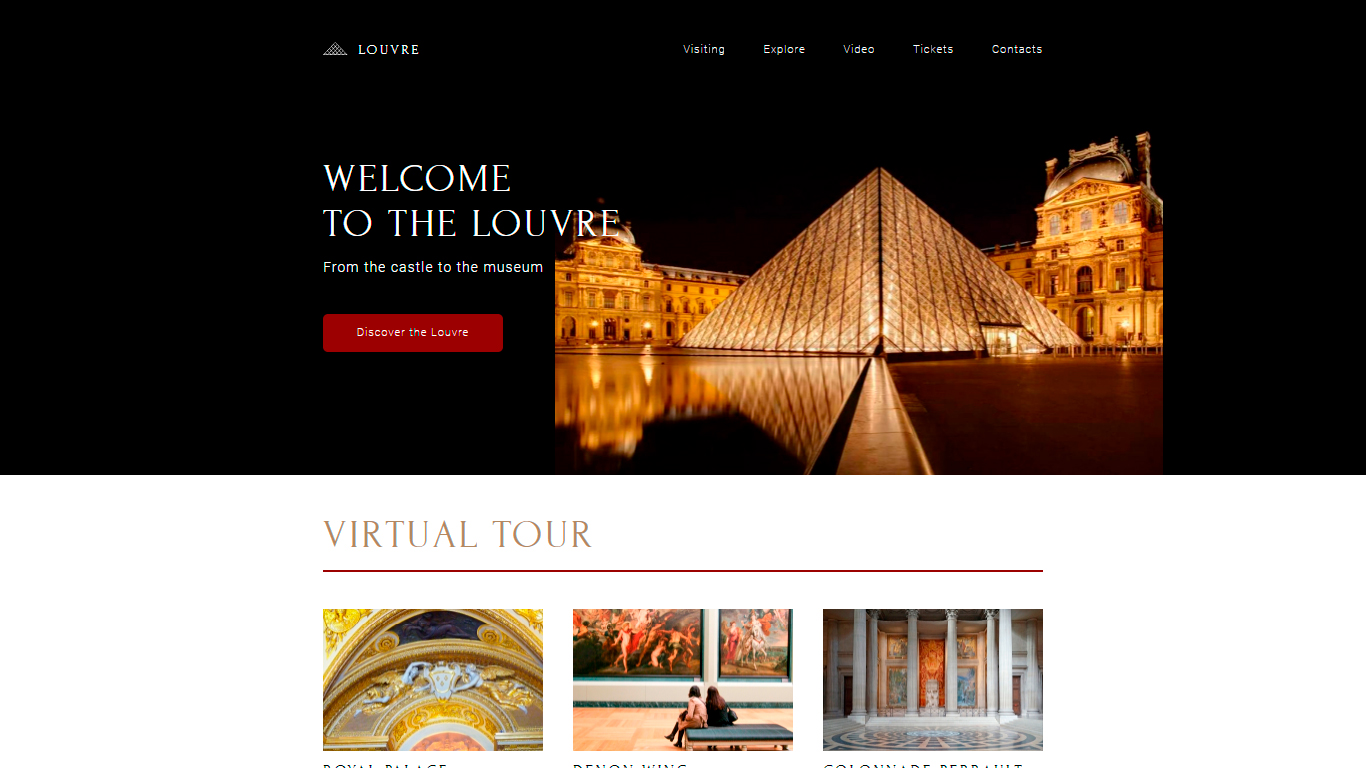 LOUVRE
Visiting
Explore
Video
Tickets
Contacts
WELCOME
TO THE LOUVRE
From the castle to the museum
Discover the Louvre
VIRTUAL TOUR
ROYAL PALACE
DENON WING
COLONNADE PERRAULT